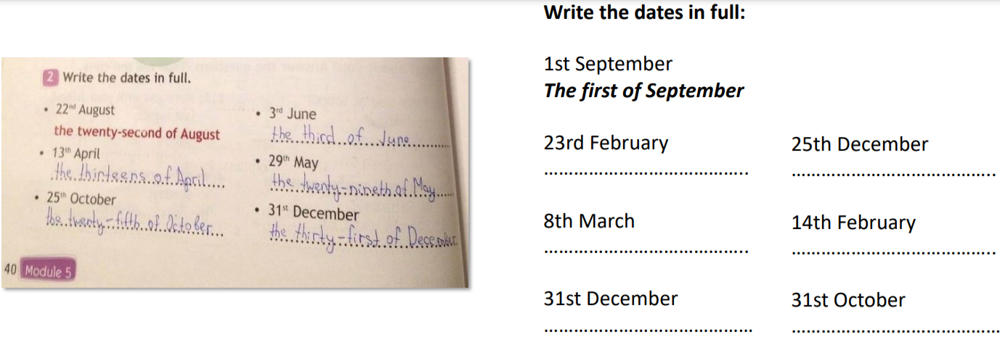 2 Write the dates in full.
• 22nd August
the twenty-second of August
• 13th April
the thirteens of April
• 25th October
the twenty-fifth of October
• 3rd June
the third of June
• 29th May
the twenty-nineth of May
• 31st December
the thirty-first of December
40 Module 5
Write the dates in full:
1st September
The first of September
23rd February
25th December
8th March
14th February
31st December
31st October